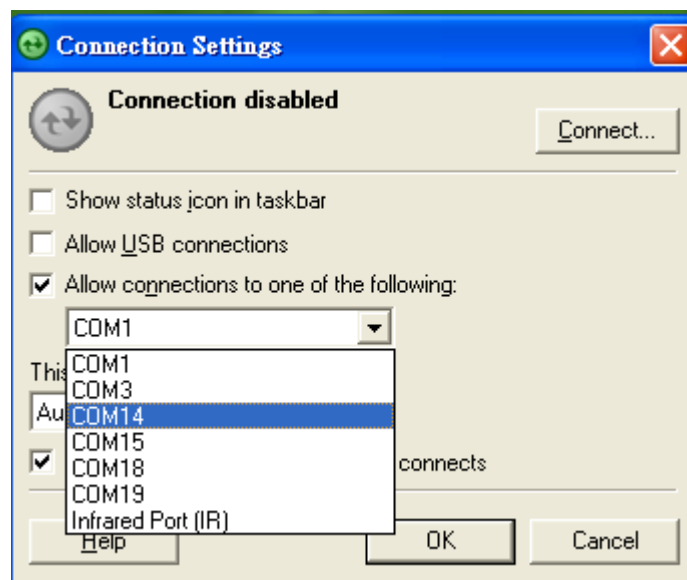 Connection Settings
Connection disabled
Connect...
Show status icon in taskbar
Allow USB connections
Allow connections to one of the following:
COM1
COM1
This
COM3
Au
COM14
COM15
COM18
connects
COM19
Infrared Port (IR)
Help
OK
Cancel